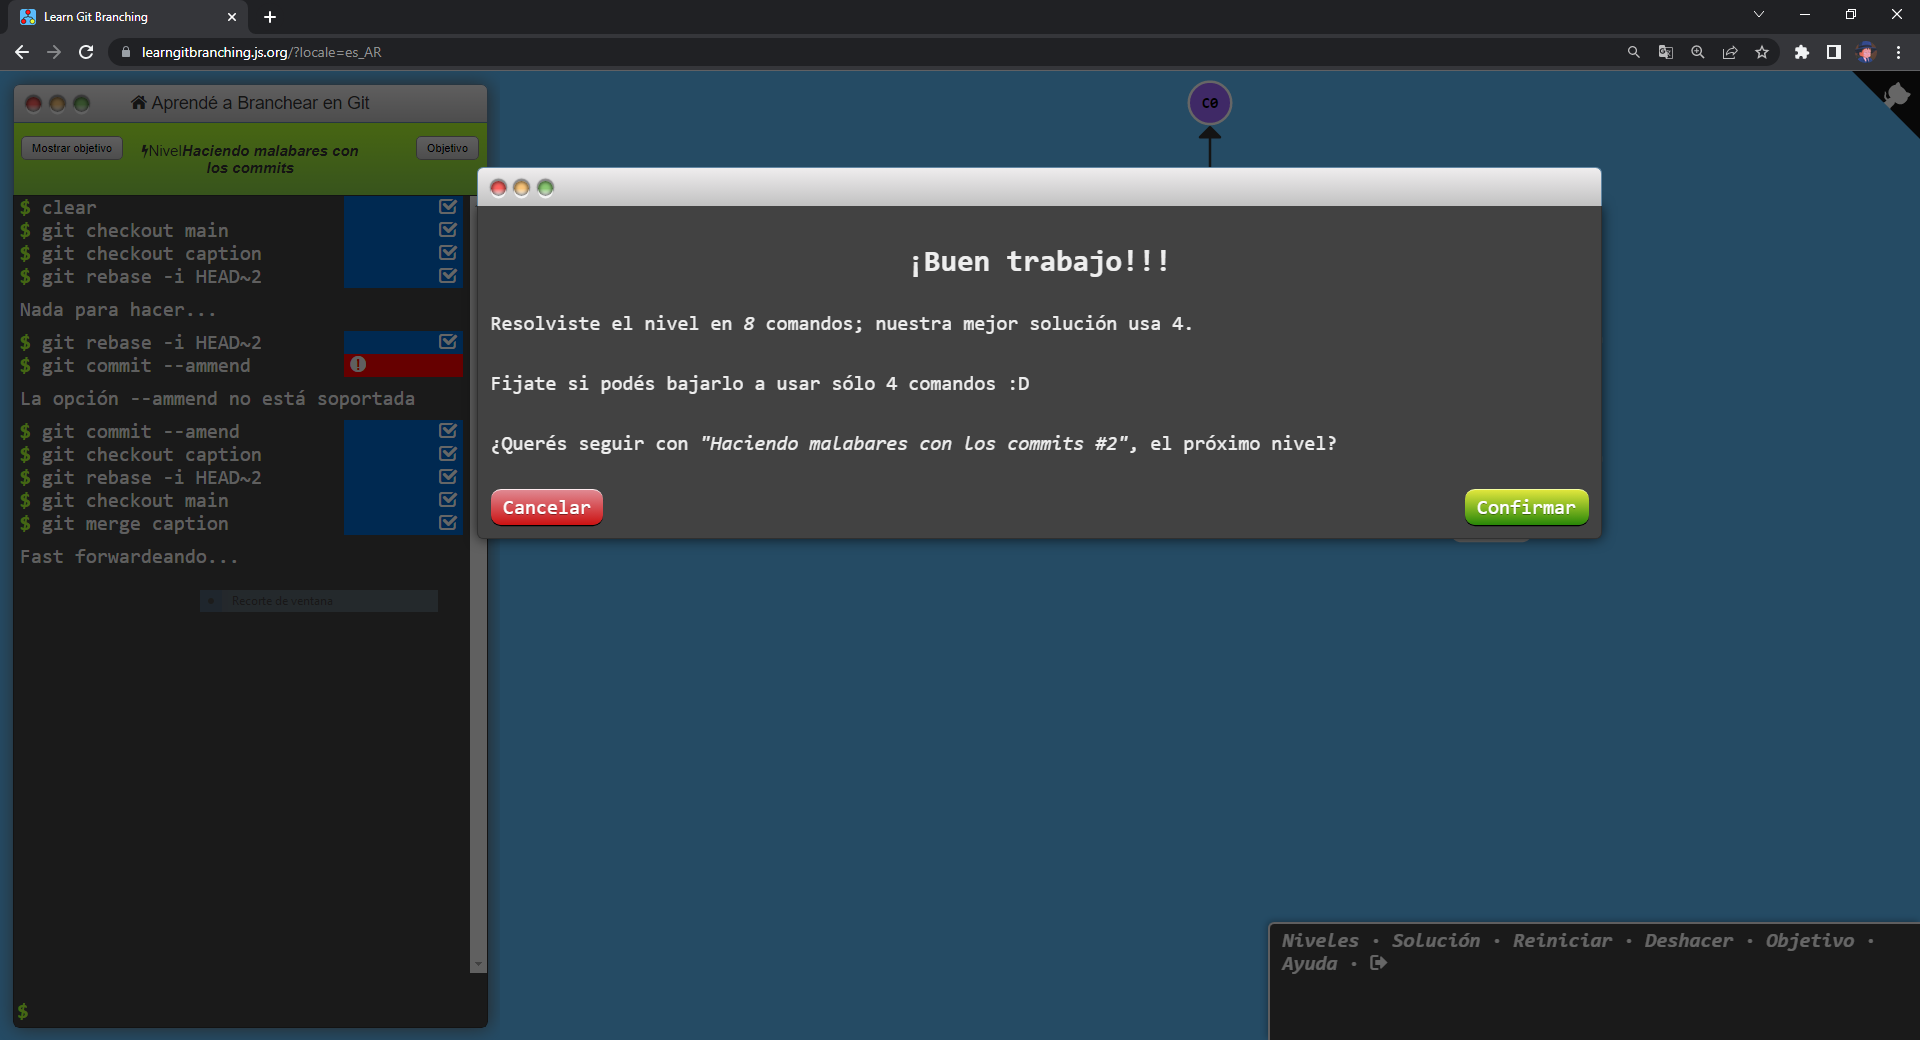 Learn Git Branching
learngitbranching.js.org/?locale=es_AR
Aprendé a Branchear en Git
Mostrar objetivo
NivelHaciendo malabares con
los commits
Objetivo
$ clear
$ git checkout main
$ git checkout caption
$ git rebase -i HEAD~2
Nada para hacer...
$ git rebase -i HEAD~2
$ git commit --ammend
La opción --ammend no está soportada
$ git commit --amend
$ git checkout caption
$ git rebase -i HEAD~2
$ git checkout main
$ git merge caption
Fast forwardeando...
Recorte de ventana
$
C0
¡Buen trabajo!!!
Resolviste el nivel en 8 comandos; nuestra mejor solución usa 4.
Fijate si podés bajarlo a usar sólo 4 comandos :D
¿Querés seguir con "Haciendo malabares con los commits #2", el próximo nivel?
Cancelar
Confirmar
Niveles • Solución • Reiniciar • Deshacer • Objetivo •
Ayuda •